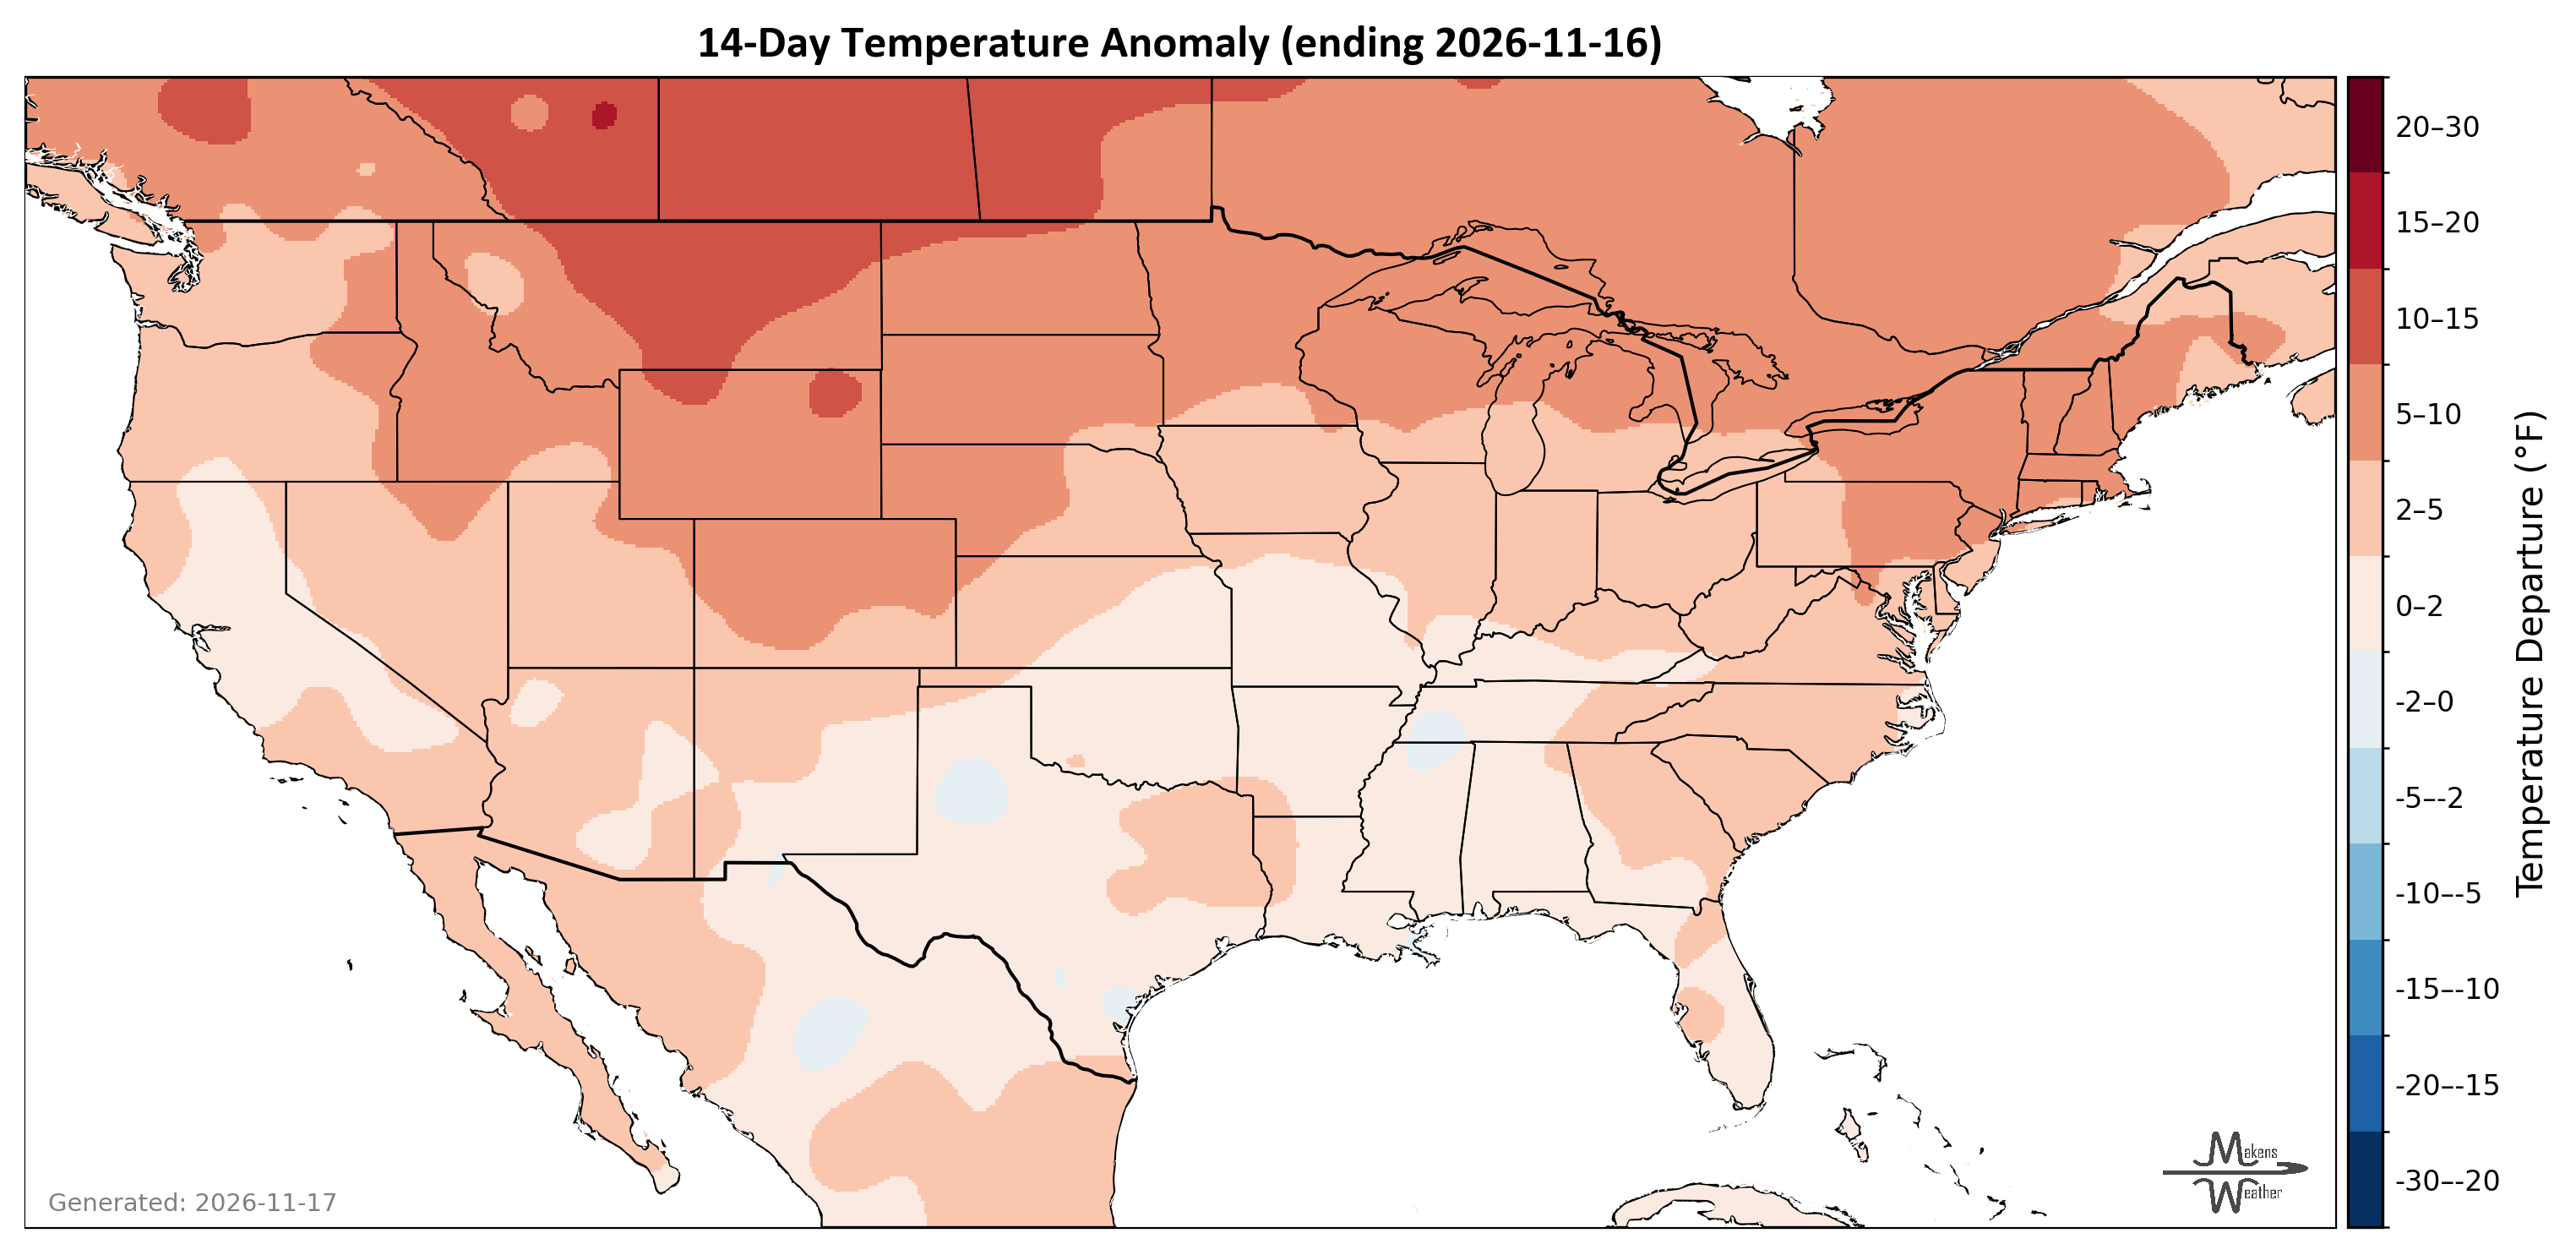 14-Day Temperature Anomaly (ending 2026-11-16)
20–30
15–20
10–15
5–10
2–5
0–2
-2–0
-5–-2
-10–-5
-15–-10
-20–-15
-30–-20
Temperature Departure (°F)
Generated: 2026-11-17
Makens
Weather